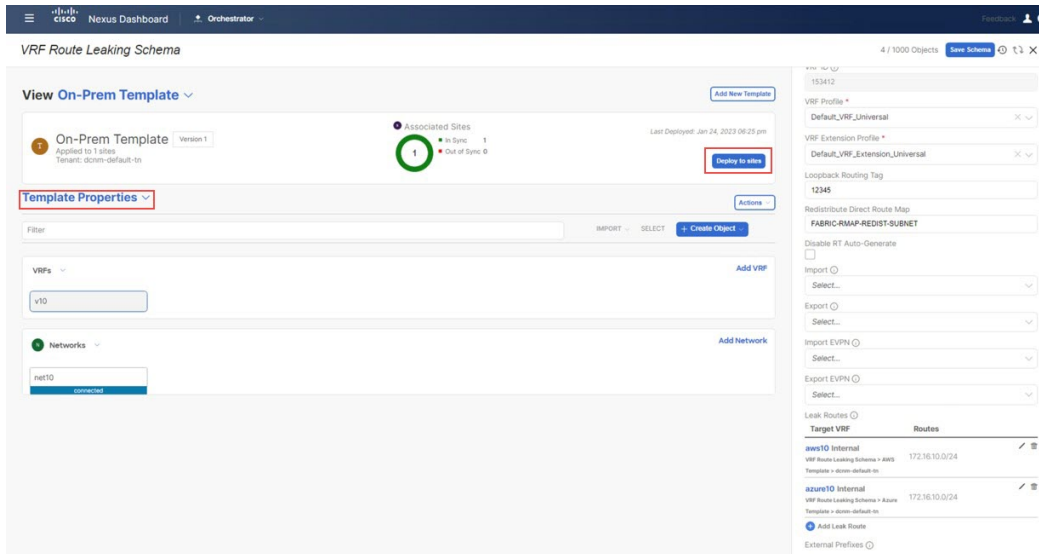 cisco Nexus Dashboard Orchestrator Feedback
VRF Route Leaking Schema 4 / 1000 Objects Save Schema
View On-Prem Template Add New Template
On-Prem Template Version 1
Applied to 1 sites
Tenant: dcnm-default-tn
Associated Sites
1
In Sync 1
Out of Sync 0
Last Deployed: Jan 24, 2023 06:25 pm
Deploy to sites
Template Properties Actions
Filter IMPORT SELECT + Create Object
VRFs Add VRF
v10
N Networks Add Network
net10
connected
VRF ID
153412
VRF Profile *
Default_VRF_Universal
VRF Extension Profile *
Default_VRF_Extension_Universal
Loopback Routing Tag
12345
Redistribute Direct Route Map
FABRIC-RMAP-REDIST-SUBNET
Disable RT Auto-Generate
Import
Select...
Export
Select...
Import EVPN
Select...
Export EVPN
Select...
Leak Routes
Target VRF Routes
aws10 Internal
VRF Route Leaking Schema > AWS
Template > dcnm-default-tn
172.16.10.0/24
azure10 Internal
VRF Route Leaking Schema > Azure
Template > dcnm-default-tn
172.16.10.0/24
Add Leak Route
External Prefixes